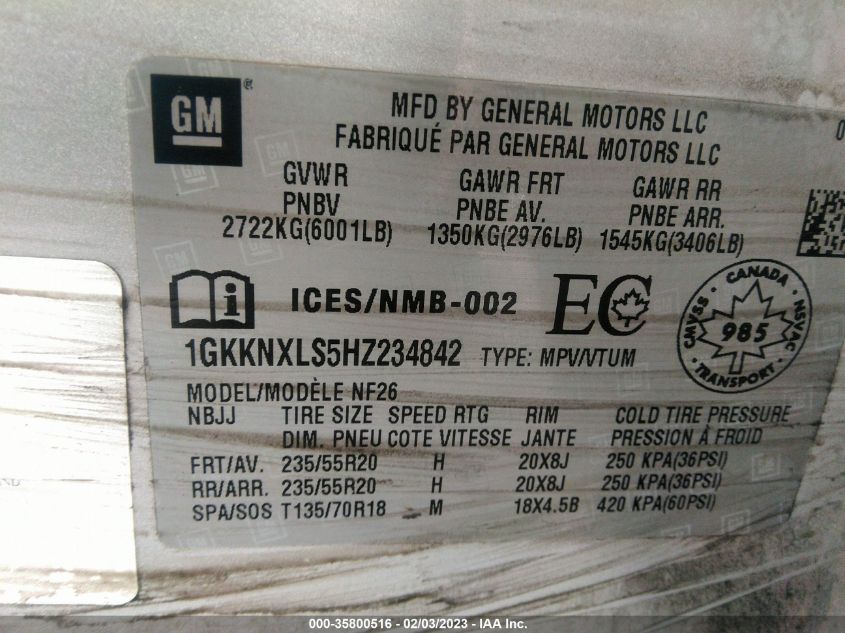 GM
MFD BY GENERAL MOTORS LLC
FABRIQUÉ PAR GENERAL MOTORS LLC
0
GVWR GAWR FRT GAWR RR
PNBV PNBE AV. PNBE ARR.
2722KG(6001LB) 1350KG(2976LB) 1545KG(3406LB)
i ICES/NMB-002 EC
CANADA
CMVSS 985 NSVAC
TRANSPORT
1GKKNXLS5HZ234842 TYPE: MPV/VTUM
MODEL/MODÈLE NF26
NBJJ TIRE SIZE SPEED RTG RIM COLD TIRE PRESSURE
DIM. PNEU COTE VITESSE JANTE PRESSION À FROID
FRT/AV. 235/55R20 H 20X8J 250 KPA(36PSI)
RR/ARR. 235/55R20 H 20X8J 250 KPA(36PSI)
SPA/SOS T135/70R18 M 18X4.5B 420 KPA(60PSI)
000-35800516 - 02/03/2023 - IAA Inc.